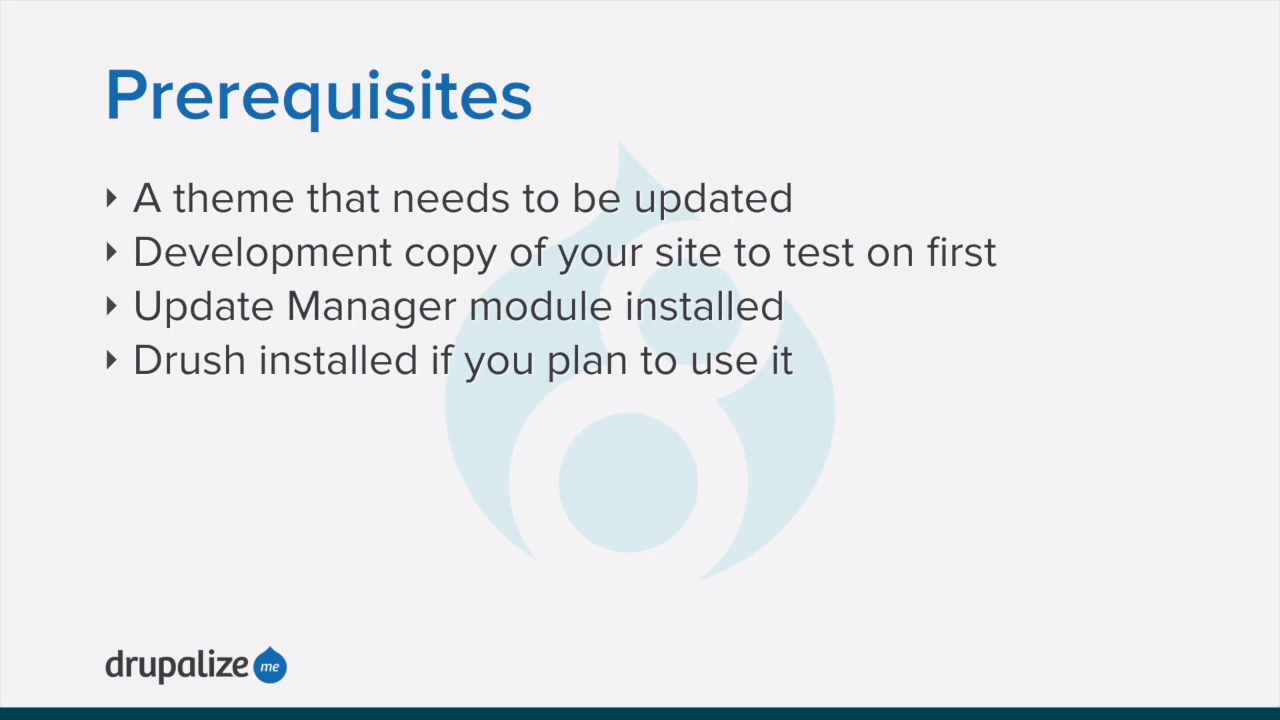 Prerequisites
‣ A theme that needs to be updated
‣ Development copy of your site to test on first
‣ Update Manager module installed
‣ Drush installed if you plan to use it
drupalize me